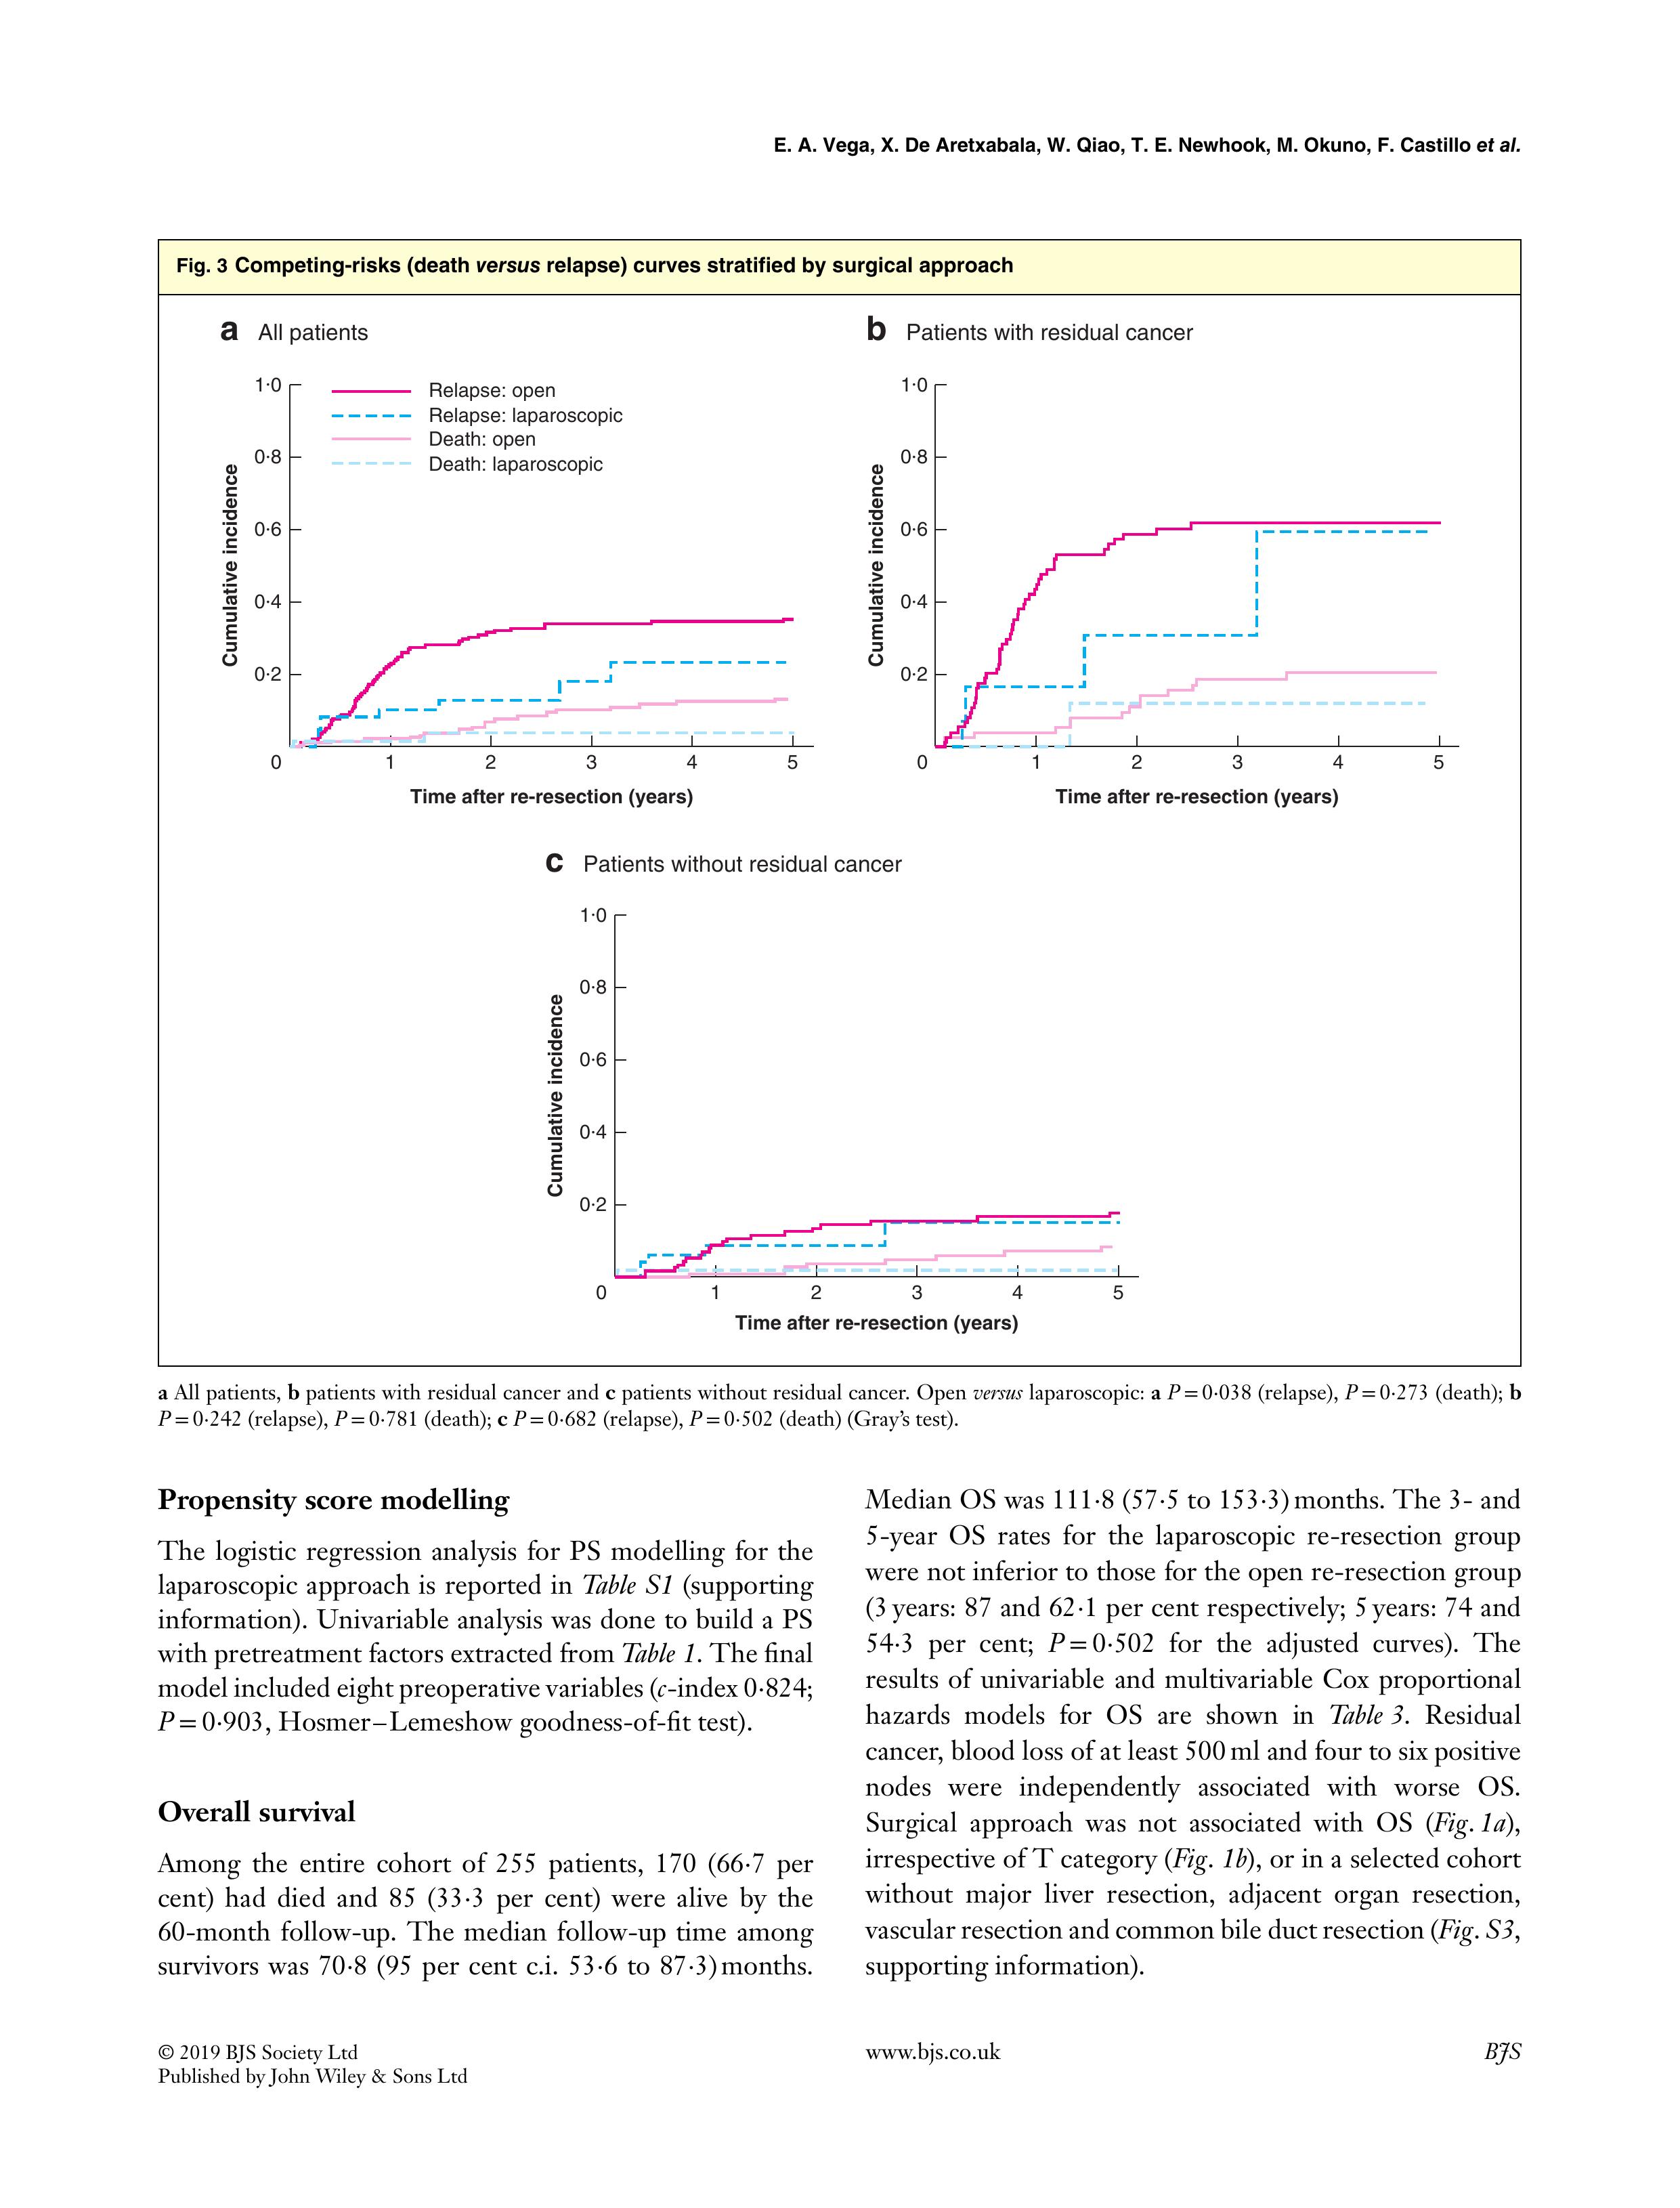 E. A. Vega, X. De Aretxabala, W. Qiao, T. E. Newhook, M. Okuno, F. Castillo et al.
Fig. 3 Competing-risks (death versus relapse) curves stratified by surgical approach
a All patients
1·0
0·8
0·6
0·4
0·2
0
1
2
3
4
5
Cumulative incidence
Relapse: open
Relapse: laparoscopic
Death: open
Death: laparoscopic
Time after re-resection (years)
b Patients with residual cancer
1·0
0·8
0·6
0·4
0·2
0
1
2
3
4
5
Cumulative incidence
Time after re-resection (years)
c Patients without residual cancer
1·0
0·8
0·6
0·4
0·2
0
1
2
3
4
5
Cumulative incidence
Time after re-resection (years)
a All patients, b patients with residual cancer and c patients without residual cancer. Open versus laparoscopic: a P = 0·038 (relapse), P = 0·273 (death); b
P = 0·242 (relapse), P = 0·781 (death); c P = 0·682 (relapse), P = 0·502 (death) (Gray's test).
Propensity score modelling
The logistic regression analysis for PS modelling for the
laparoscopic approach is reported in Table S1 (supporting
information). Univariable analysis was done to build a PS
with pretreatment factors extracted from Table 1. The final
model included eight preoperative variables (c-index 0·824;
P = 0·903, Hosmer–Lemeshow goodness-of-fit test).
Overall survival
Among the entire cohort of 255 patients, 170 (66·7 per
cent) had died and 85 (33·3 per cent) were alive by the
60-month follow-up. The median follow-up time among
survivors was 70·8 (95 per cent c.i. 53·6 to 87·3) months.
Median OS was 111·8 (57·5 to 153·3) months. The 3- and
5-year OS rates for the laparoscopic re-resection group
were not inferior to those for the open re-resection group
(3 years: 87 and 62·1 per cent respectively; 5 years: 74 and
54·3 per cent; P = 0·502 for the adjusted curves). The
results of univariable and multivariable Cox proportional
hazards models for OS are shown in Table 3. Residual
cancer, blood loss of at least 500 ml and four to six positive
nodes were independently associated with worse OS.
Surgical approach was not associated with OS (Fig. 1a),
irrespective of T category (Fig. 1b), or in a selected cohort
without major liver resection, adjacent organ resection,
vascular resection and common bile duct resection (Fig. S3,
supporting information).
© 2019 BJS Society Ltd
Published by John Wiley & Sons Ltd
www.bjs.co.uk
BJS